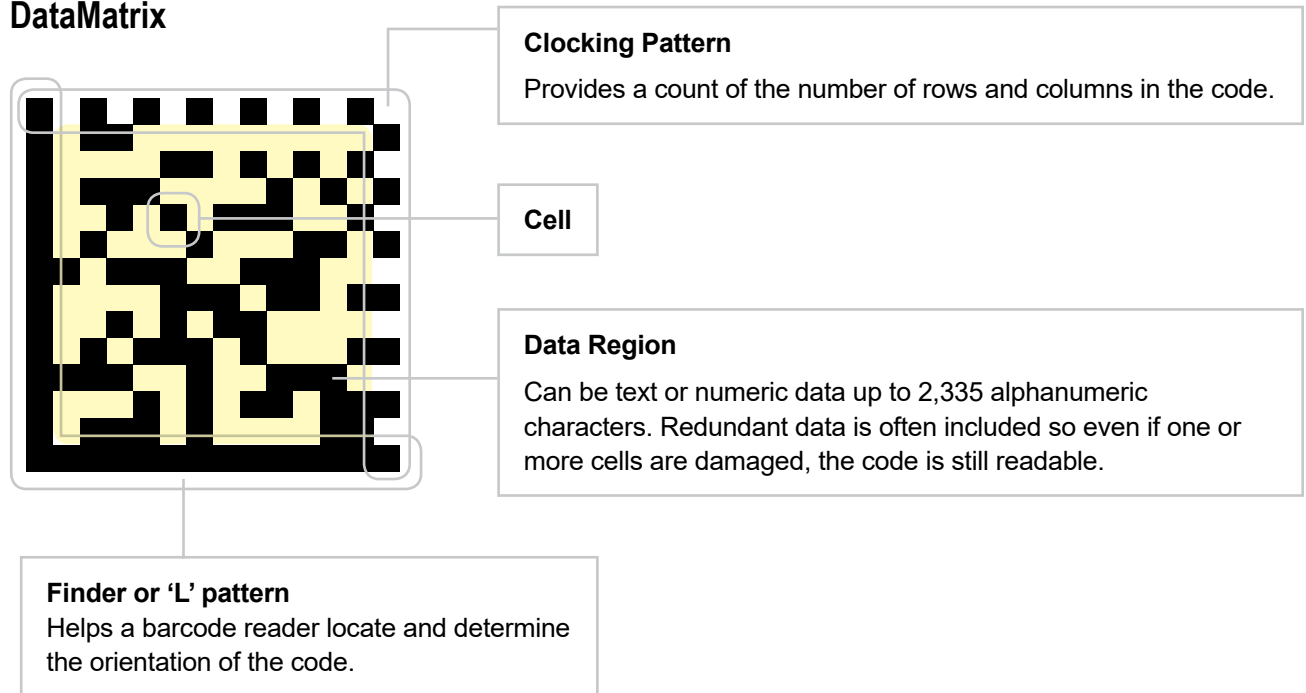 DataMatrix
Clocking Pattern
Provides a count of the number of rows and columns in the code.
Cell
Data Region
Can be text or numeric data up to 2,335 alphanumeric
characters. Redundant data is often included so even if one or
more cells are damaged, the code is still readable.
Finder or ‘L’ pattern
Helps a barcode reader locate and determine
the orientation of the code.